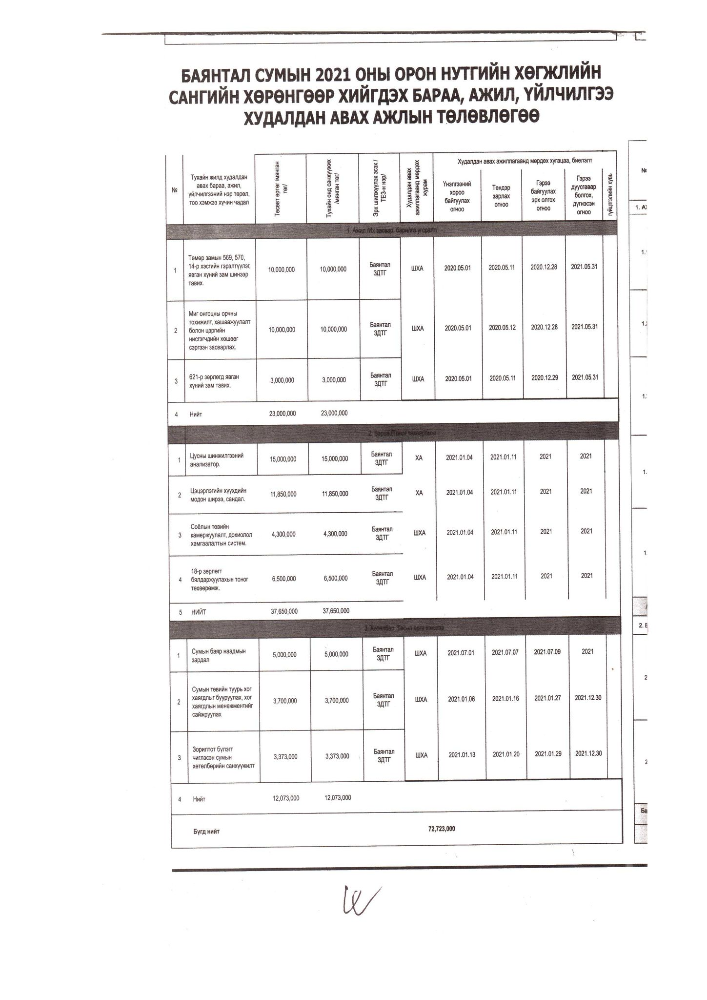 БАЯНТАЛ СУМЫН 2021 ОНЫ ОРОН НУТГИЙН ХӨГЖЛИЙН
САНГИЙН ХӨРӨНГӨӨР ХИЙГДЭХ БАРАА, АЖИЛ, ҮЙЛЧИЛГЭЭ
ХУДАЛДАН АВАХ АЖЛЫН ТӨЛӨВЛӨГӨӨ
№
Тухайн жилд худалдан
авах бараа, ажил,
үйлчилгээний нэр төрөл,
тоо хэмжээ хүчин чадал
Төсөвт өртөг /мянган
төг/
Тухайн онд санхүүжих
/мянган төг/
Эрх шилжүүлэх эсэх /
ТЕЗ-н нэр/
Худалдан авах
ажиллагаанд мөрдөх
журам
Худалдан авах ажиллагаанд мөрдөх хугацаа, биелэлт
Үнэлгээний
хороо
байгуулах
огноо
Тендэр
зарлах
огноо
Гэрээ
байгуулах
эрх олгох
огноо
Гэрээ
дуусгавар
болгох,
дүгнэсэн
огноо
гүйцтгэлийн хувь
1. Ажил /Их засвар, барилга угсралт/
1 Төмөр замын 569, 570,
14-р хэсгийн гэрэлтүүлэг,
явган хүний зам шинээр
тавих. 10,000,000 10,000,000 Баянтал
ЗДТГ ШХА 2020.05.01 2020.05.11 2020.12.28 2021.05.31
2 Миг онгоцны орчны
тохижилт, хашаажуулалт
болон цэргийн
нисгэгчдийн хөшөөг
сэргээн засварлах. 10,000,000 10,000,000 Баянтал
ЗДТГ ШХА 2020.05.01 2020.05.12 2020.12.28 2021.05.31
3 621-р зөрлөгд явган
хүний зам тавих. 3,000,000 3,000,000 Баянтал
ЗДТГ ШХА 2020.05.01 2020.05.11 2020.12.29 2021.05.31
4 Нийт 23,000,000 23,000,000
2. Бараа /Тоног төхөөрөмж/
1 Цусны шинжилгээний
анализатор. 15,000,000 15,000,000 Баянтал
ЗДТГ ХА 2021.01.04 2021.01.11 2021 2021
2 Цэцэрлэгийн хүүхдийн
модон ширээ, сандал. 11,850,000 11,850,000 Баянтал
ЗДТГ ХА 2021.01.04 2021.01.11 2021 2021
3 Соёлын төвийн
камержуулалт, дохиолол
хамгаалалтын систем. 4,300,000 4,300,000 Баянтал
ЗДТГ ШХА 2021.01.04 2021.01.11 2021 2021
4 18-р зөрлөгт
бялдаржуулахын тоног
төхөөрөмж. 6,500,000 6,500,000 Баянтал
ЗДТГ ШХА 2021.01.04 2021.01.11 2021 2021
5 НИЙТ 37,650,000 37,650,000
3. Хөтөлбөр, Төсөл арга хэмжээ
1 Сумын баяр наадмын
зардал 5,000,000 5,000,000 Баянтал
ЗДТГ ШХА 2021.07.01 2021.07.07 2021.07.09 2021
2 Сумын төвийн туурь хог
хаягдлыг бууруулах, хог
хаягдлын менежментийг
сайжруулах 3,700,000 3,700,000 Баянтал
ЗДТГ ШХА 2021.01.06 2021.01.16 2021.01.27 2021.12.30
3 Зорилтот бүлэгт
чиглэсэн сумын
хөтөлбөрийн санхүүжилт 3,373,000 3,373,000 Баянтал
ЗДТГ ШХА 2021.01.13 2021.01.20 2021.01.29 2021.12.30
4 Нийт 12,073,000 12,073,000
Бүгд нийт 72,723,000